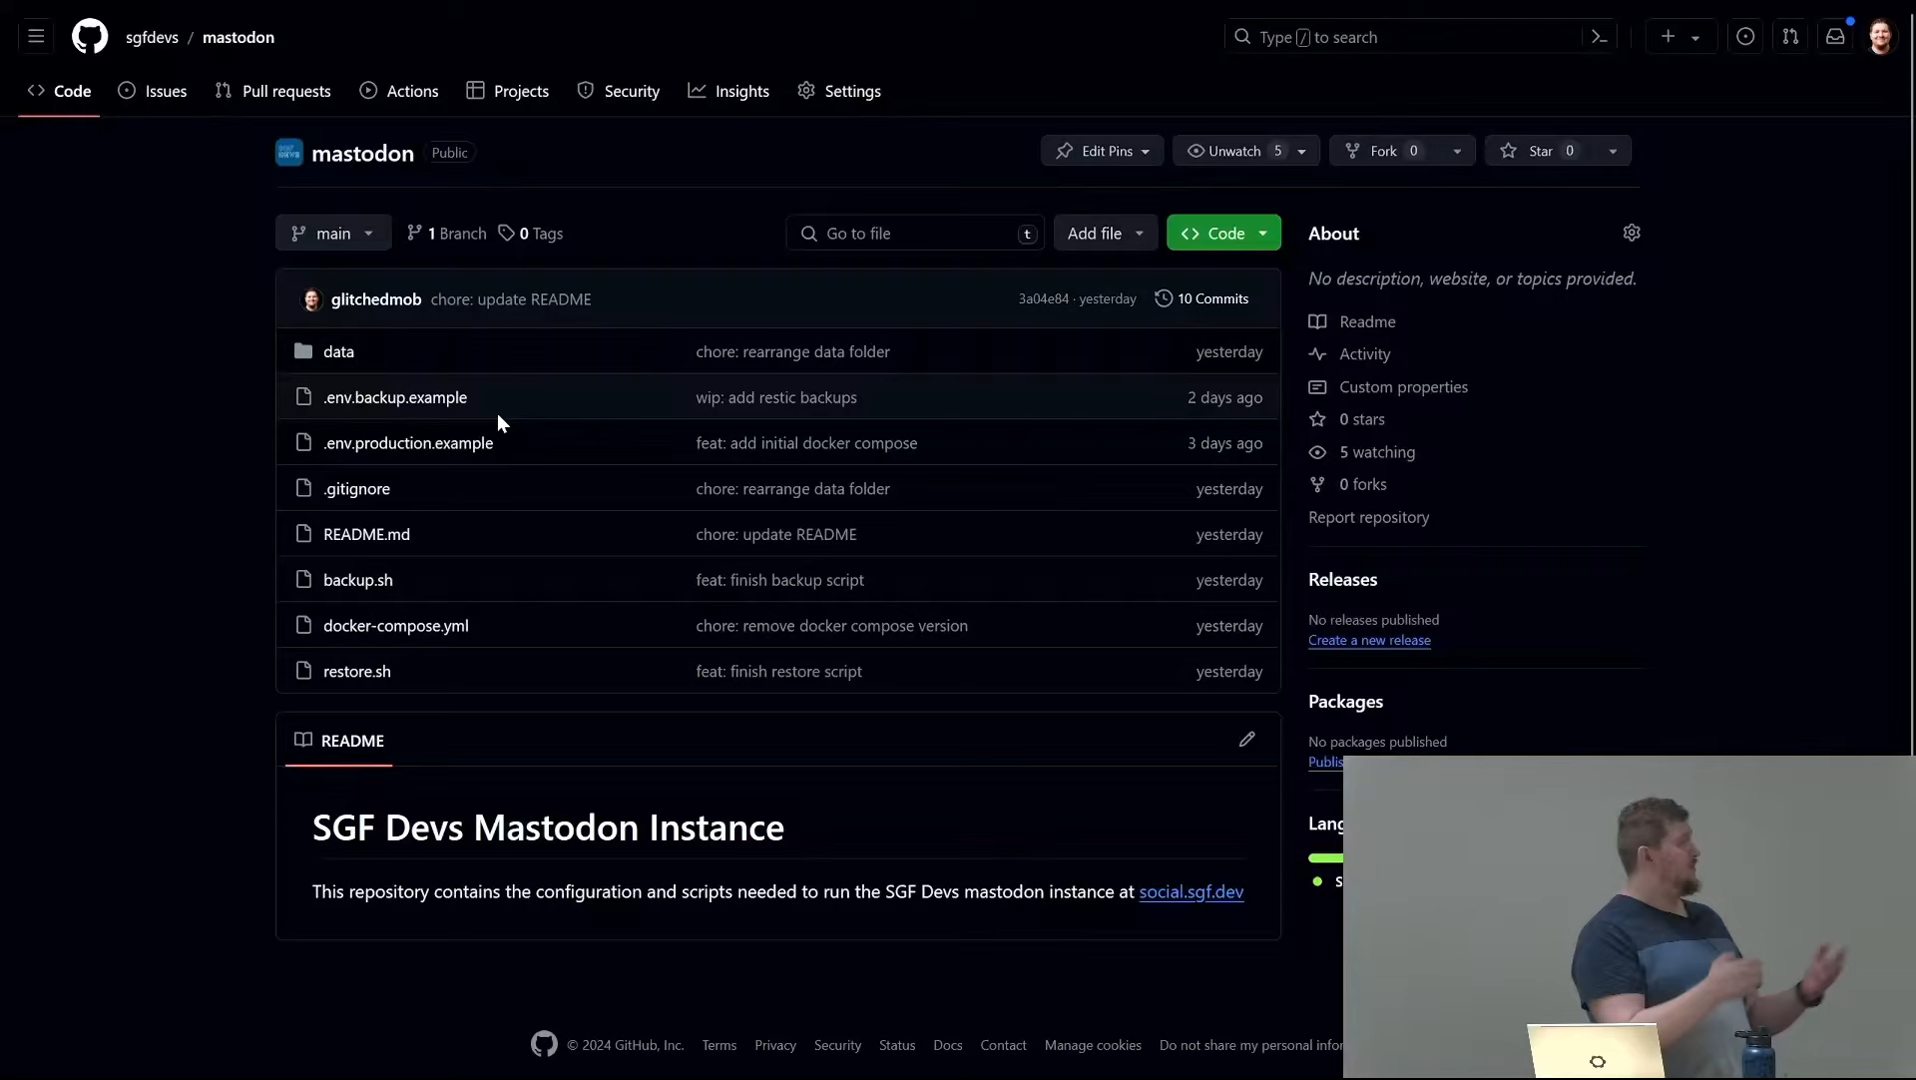 sgfdevs / mastodon
Type / to search
Code Issues Pull requests Actions Projects Security Insights Settings
mastodon Public
Edit Pins Unwatch 5 Fork 0 Star 0
main 1 Branch 0 Tags Go to file t Add file Code
About
No description, website, or topics provided.
Readme
Activity
Custom properties
0 stars
5 watching
0 forks
Report repository
Releases
No releases published
Create a new release
Packages
No packages published
Publis
Lang
S
glitchedmob chore: update README 3a04e84 · yesterday 10 Commits
data chore: rearrange data folder yesterday
.env.backup.example wip: add restic backups 2 days ago
.env.production.example feat: add initial docker compose 3 days ago
.gitignore chore: rearrange data folder yesterday
README.md chore: update README yesterday
backup.sh feat: finish backup script yesterday
docker-compose.yml chore: remove docker compose version yesterday
restore.sh feat: finish restore script yesterday
README
SGF Devs Mastodon Instance
This repository contains the configuration and scripts needed to run the SGF Devs mastodon instance at social.sgf.dev
© 2024 GitHub, Inc. Terms Privacy Security Status Docs Contact Manage cookies Do not share my personal infor